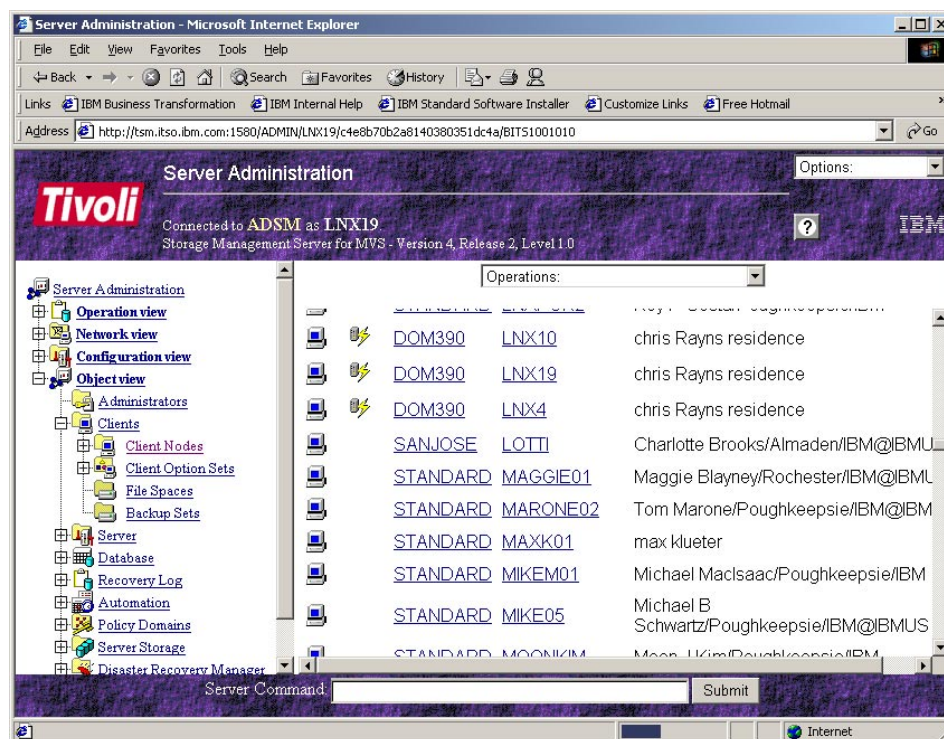 Server Administration - Microsoft Internet Explorer
File Edit View Favorites Tools Help
Back Search Favorites History
Links IBM Business Transformation IBM Internal Help IBM Standard Software Installer Customize Links Free Hotmail »
Address http://tsm.itso.ibm.com:1580/ADMIN/LNX19/c4e8b70b2a8140380351dc4a/BITS1001010 Go
Server Administration
Options:
Tivoli
Connected to ADSM as LNX19.
Storage Management Server for MVS - Version 4, Release 2, Level 1.0
?
IBM
Operations:
Server Administration
Operation view
Network view
Configuration view
Object view
Administrators
Clients
Client Nodes
Client Option Sets
File Spaces
Backup Sets
Server
Database
Recovery Log
Automation
Policy Domains
Server Storage
Disaster Recovery Manager
DOM390 LNX10 chris Rayns residence
DOM390 LNX19 chris Rayns residence
DOM390 LNX4 chris Rayns residence
SANJOSE LOTTI Charlotte Brooks/Almaden/IBM@IBMU
STANDARD MAGGIE01 Maggie Blayney/Rochester/IBM@IBMU
STANDARD MARONE02 Tom Marone/Poughkeepsie/IBM@IBM
STANDARD MAXK01 max klueter
STANDARD MIKEM01 Michael MacIsaac/Poughkeepsie/IBM
STANDARD MIKE05 Michael B
Schwartz/Poughkeepsie/IBM@IBMUS
STANDARD MOONKIM
Server Command: Submit
Internet